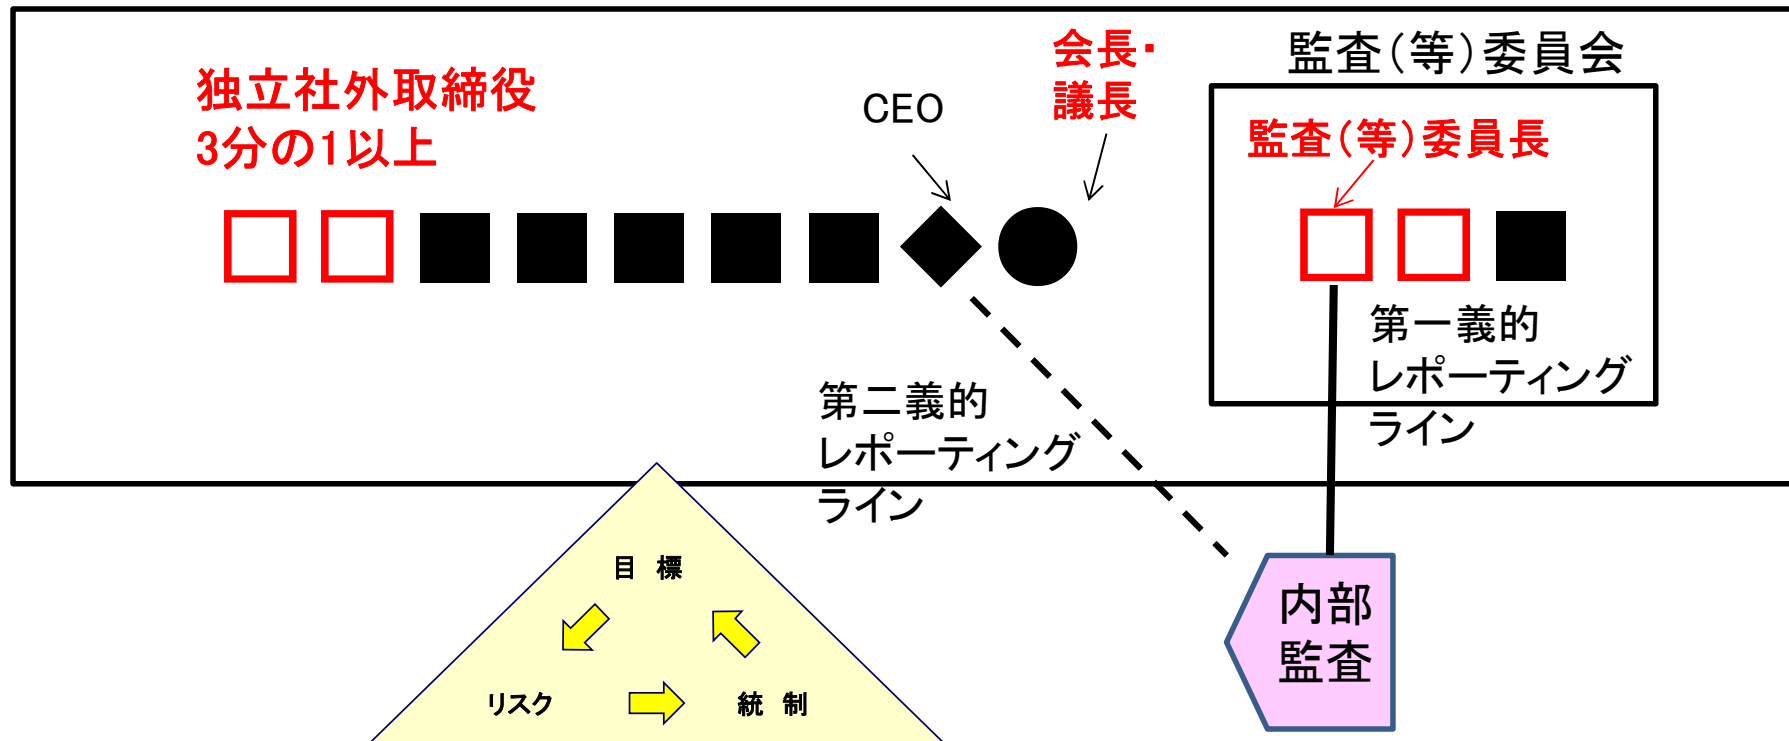 独立社外取締役
3分の1以上
CEO
会長・
議長
監査(等)委員会
監査(等)委員長
第一義的
レポーティング
ライン
第二義的
レポーティング
ライン
目 標
リスク
統 制
内部
監査